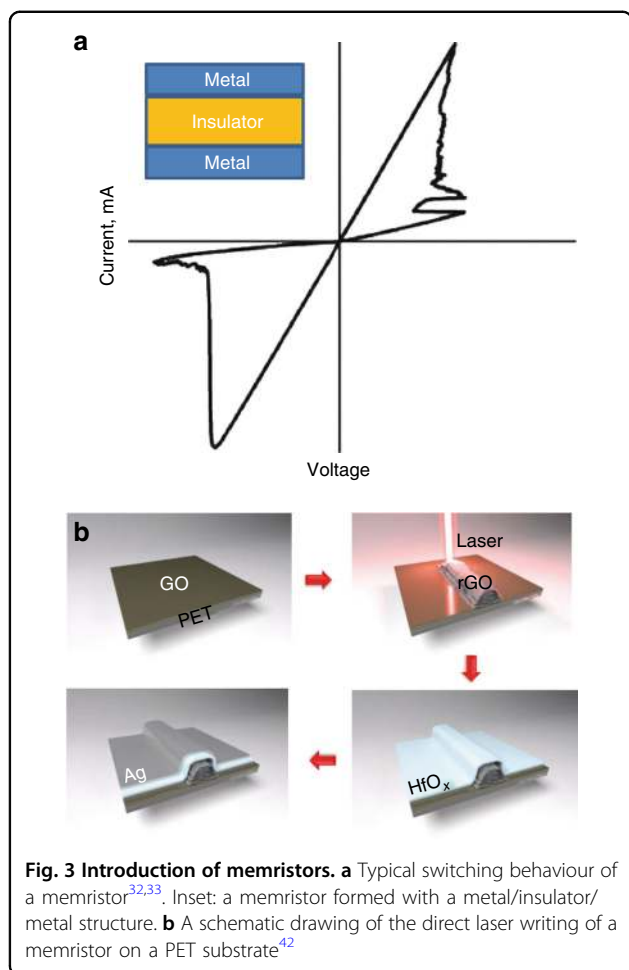 a
Metal
Insulator
Metal
Current, mA
Voltage
b
GO
PET
Laser
rGO
Ag
HfOₓ
Fig. 3 Introduction of memristors. a Typical switching behaviour of
a memristor³²,³³. Inset: a memristor formed with a metal/insulator/
metal structure. b A schematic drawing of the direct laser writing of a
memristor on a PET substrate⁴²